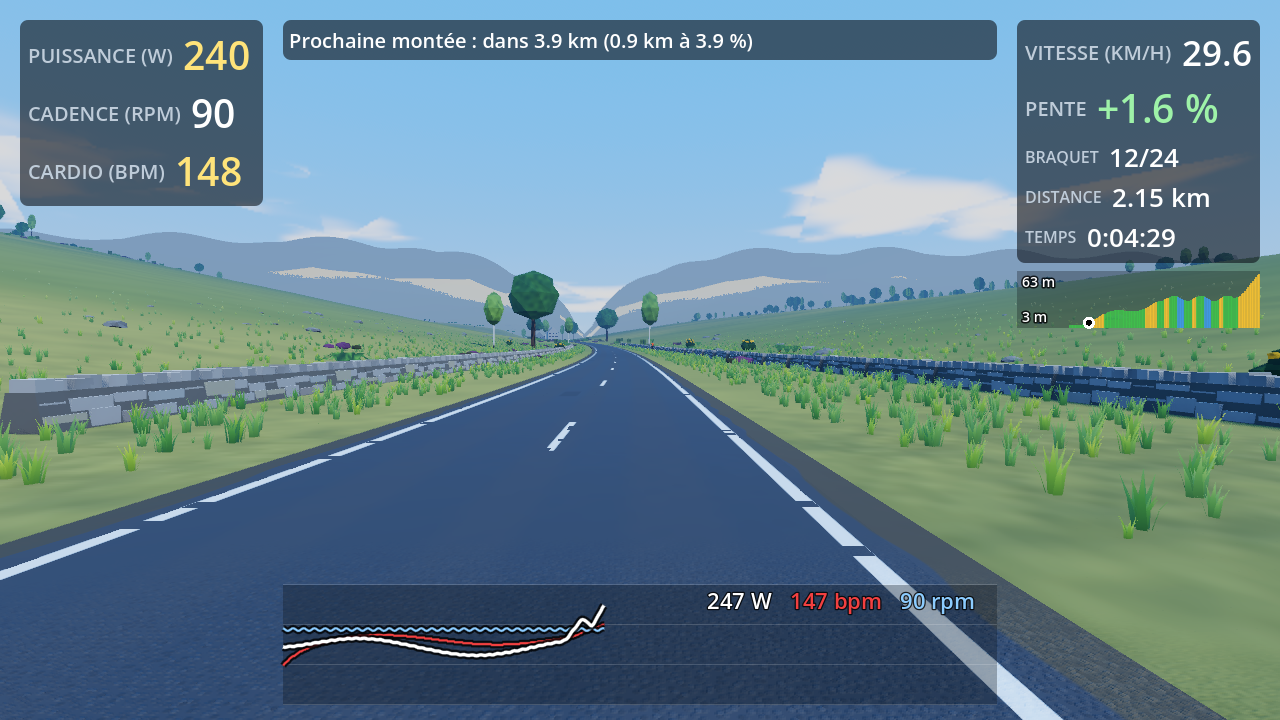 PUISSANCE (W) 240
CADENCE (RPM) 90
CARDIO (BPM) 148
Prochaine montée : dans 3.9 km (0.9 km à 3.9 %)
VITESSE (KM/H) 29.6
PENTE +1.6 %
BRAQUET 12/24
DISTANCE 2.15 km
TEMPS 0:04:29
63 m
3 m
247 W 147 bpm 90 rpm